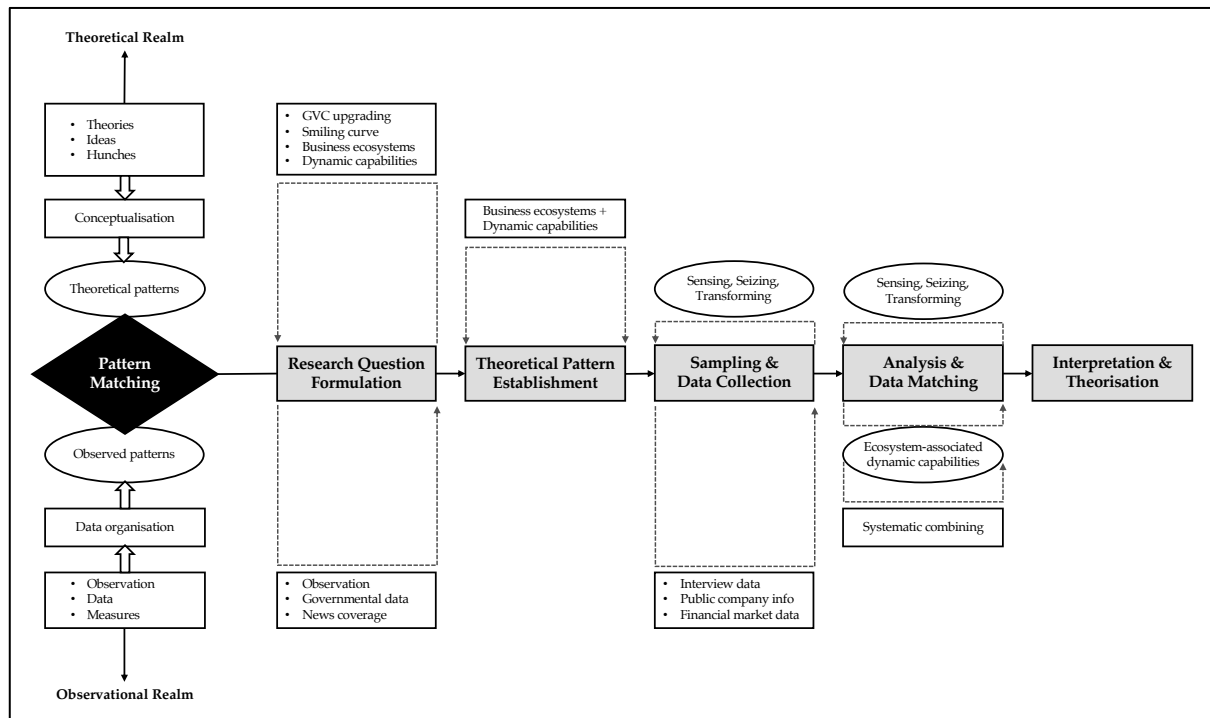 Theoretical Realm
• Theories
• Ideas
• Hunches
Conceptualisation
Theoretical patterns
Pattern
Matching
Observed patterns
Data organisation
• Observation
• Data
• Measures
Observational Realm
• GVC upgrading
• Smiling curve
• Business ecosystems
• Dynamic capabilities
Research Question
Formulation
• Observation
• Governmental data
• News coverage
Business ecosystems +
Dynamic capabilities
Theoretical Pattern
Establishment
Sensing, Seizing,
Transforming
Sampling &
Data Collection
• Interview data
• Public company info
• Financial market data
Sensing, Seizing,
Transforming
Analysis &
Data Matching
Ecosystem-associated
dynamic capabilities
Systematic combining
Interpretation &
Theorisation